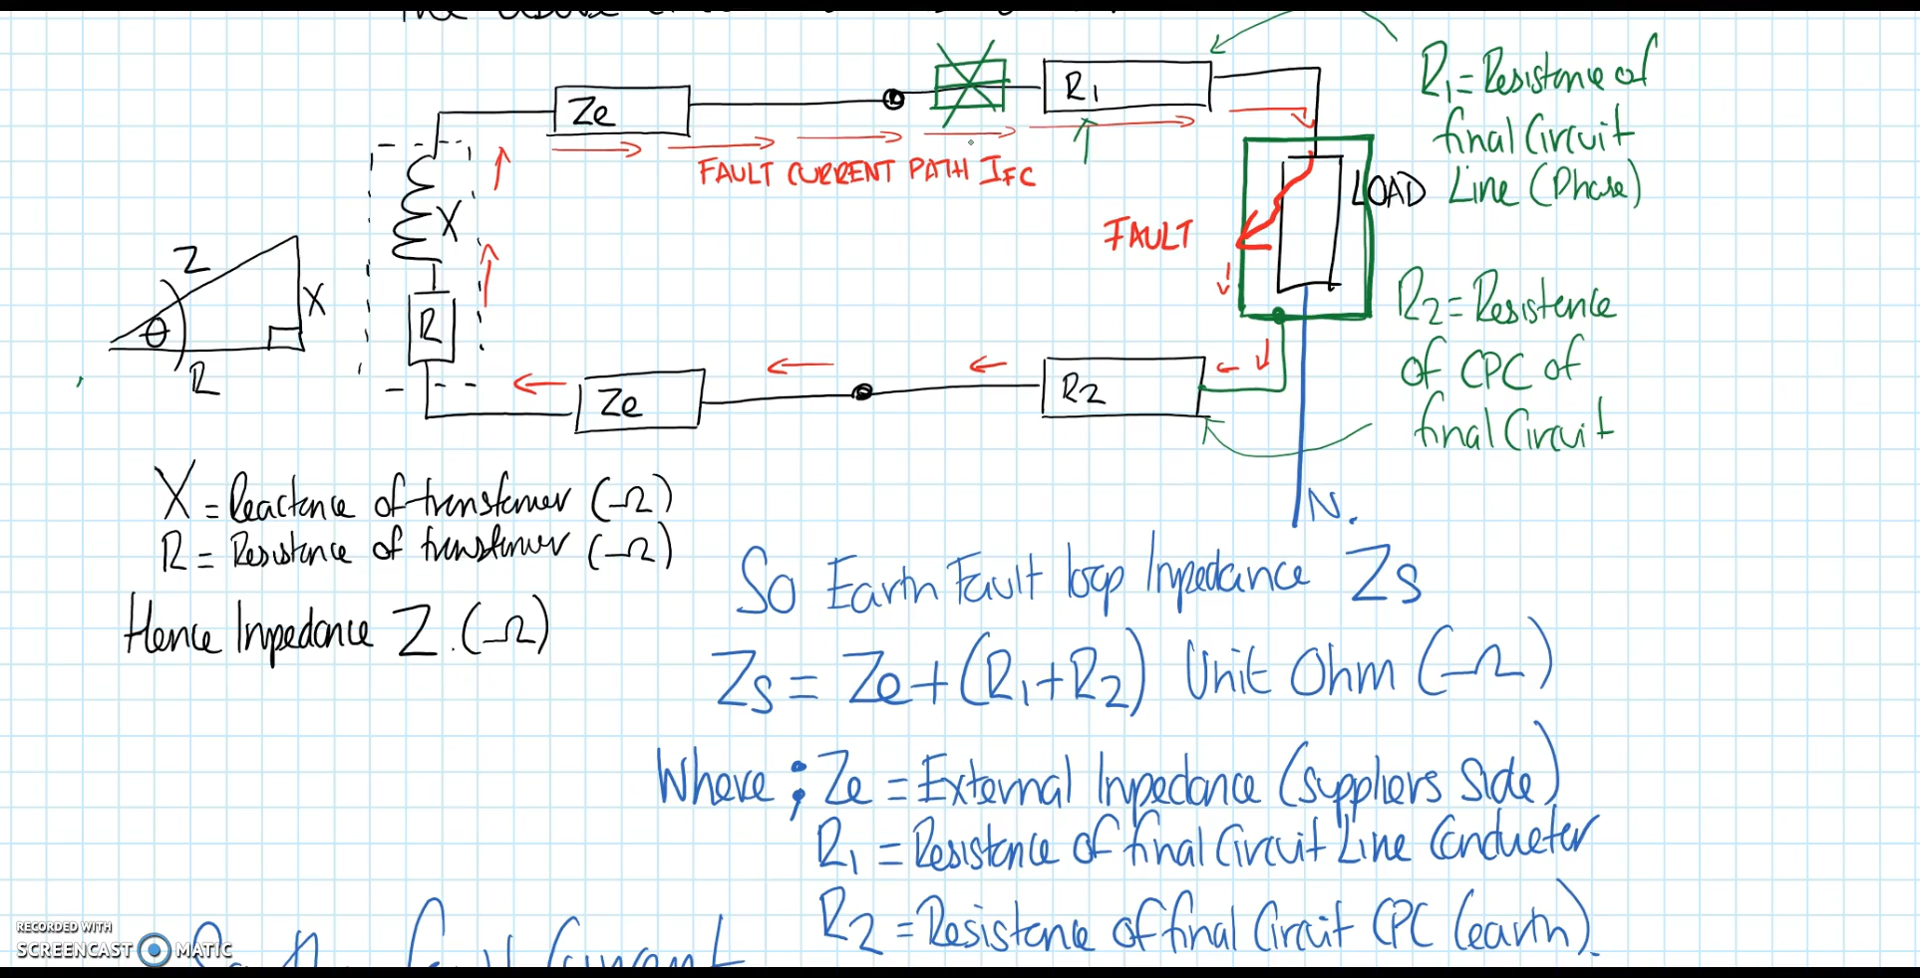 Ze
R1
FAULT CURRENT PATH IFC
X
R
Z
X
θ
R
Ze
R2
FAULT
LOAD
R1 = Resistance of
final Circuit
Line (Phase)
R2 = Resistence
of CPC of
final Circuit
N.
X = Reactance of transformer (Ω)
R = Resistance of transformer (Ω)
Hence Impedance Z. (Ω)
So Earth Fault loop Impedance Zs
Zs = Ze + (R1 + R2) Unit Ohm (Ω)
Where ; Ze = External Impedance (suppliers side)
R1 = Resistance of final Circuit Line Conductor
R2 = Resistance of final Circuit CPC (earth).
RECORDED WITH
SCREENCAST MATIC